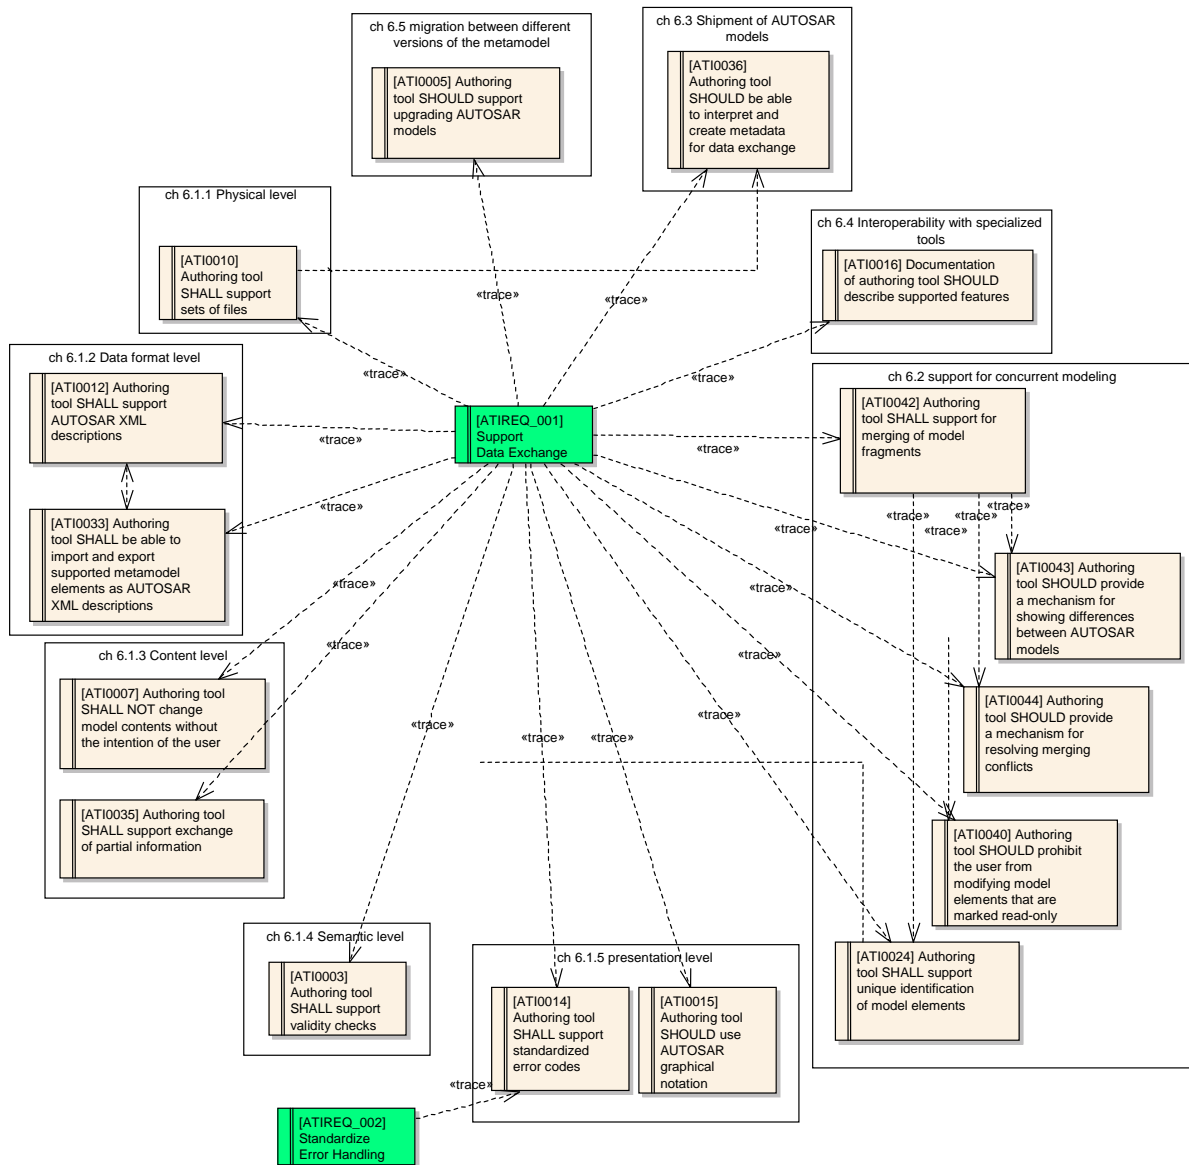 ch 6.5 migration between different
versions of the metamodel
[ATI0005] Authoring
tool SHOULD support
upgrading AUTOSAR
models
ch 6.3 Shipment of AUTOSAR
models
[ATI0036]
Authoring tool
SHOULD be able
to interpret and
create metadata
for data exchange
ch 6.1.1 Physical level
[ATI0010]
Authoring tool
SHALL support
sets of files
ch 6.4 Interoperability with specialized
tools
[ATI0016] Documentation
of authoring tool SHOULD
describe supported features
«trace»
«trace»
«trace»
«trace»
ch 6.1.2 Data format level
[ATI0012] Authoring
tool SHALL support
AUTOSAR XML
descriptions
[ATI0033] Authoring
tool SHALL be able to
import and export
supported metamodel
elements as AUTOSAR
XML descriptions
«trace»
«trace»
[ATIREQ_001]
Support
Data Exchange
ch 6.2 support for concurrent modeling
[ATI0042] Authoring
tool SHALL support for
merging of model
fragments
«trace»
«trace»
«trace»
«trace»
«trace»
[ATI0043] Authoring
tool SHOULD provide
a mechanism for
showing differences
between AUTOSAR
models
[ATI0044] Authoring
tool SHOULD provide
a mechanism for
resolving merging
conflicts
[ATI0040] Authoring
tool SHOULD prohibit
the user from
modifying model
elements that are
marked read-only
[ATI0024] Authoring
tool SHALL support
unique identification
of model elements
«trace»
«trace»
«trace»
«trace»
«trace»
«trace»
«trace»
«trace»
ch 6.1.3 Content level
[ATI0007] Authoring tool
SHALL NOT change
model contents without
the intention of the user
[ATI0035] Authoring tool
SHALL support exchange
of partial information
ch 6.1.4 Semantic level
[ATI0003]
Authoring tool
SHALL support
validity checks
ch 6.1.5 presentation level
[ATI0014]
Authoring tool
SHALL support
standardized
error codes
[ATI0015]
Authoring tool
SHOULD use
AUTOSAR
graphical
notation
«trace»
[ATIREQ_002]
Standardize
Error Handling